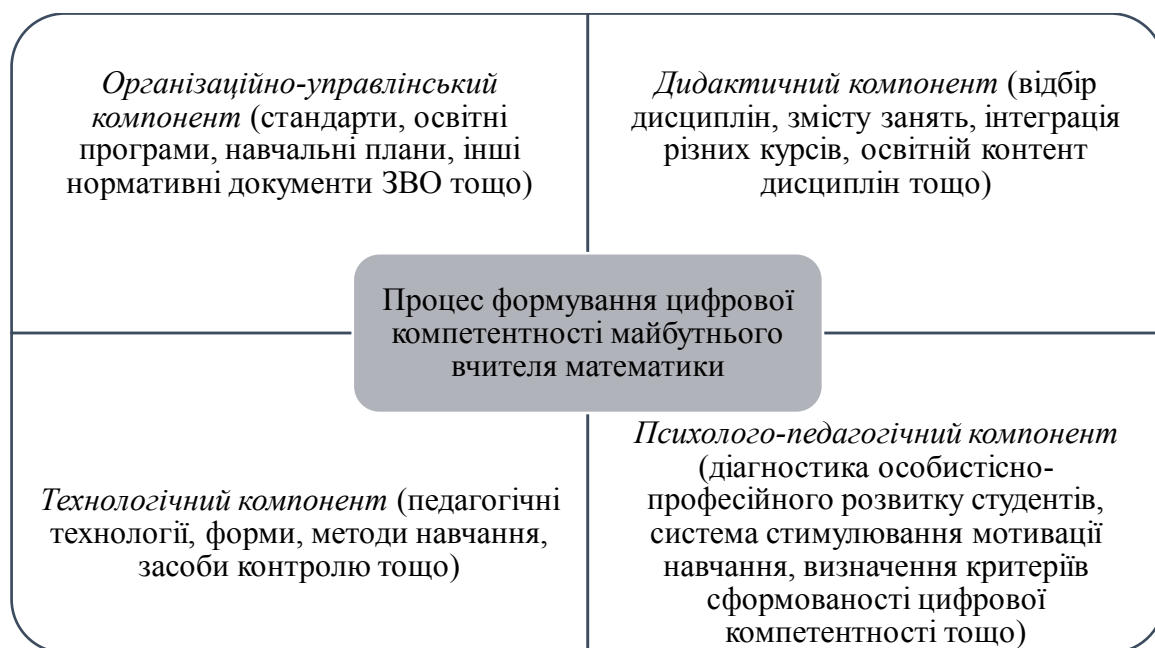 Організаційно-управлінський
компонент (стандарти, освітні
програми, навчальні плани, інші
нормативні документи ЗВО тощо)
Дидактичний компонент (відбір
дисциплін, змісту занять, інтеграція
різних курсів, освітній контент
дисциплін тощо)
Процес формування цифрової
компетентності майбутнього
вчителя математики
Технологічний компонент (педагогічні
технології, форми, методи навчання,
засоби контролю тощо)
Психолого-педагогічний компонент
(діагностика особистісно-
професійного розвитку студентів,
система стимулювання мотивації
навчання, визначення критеріїв
сформованості цифрової
компетентності тощо)